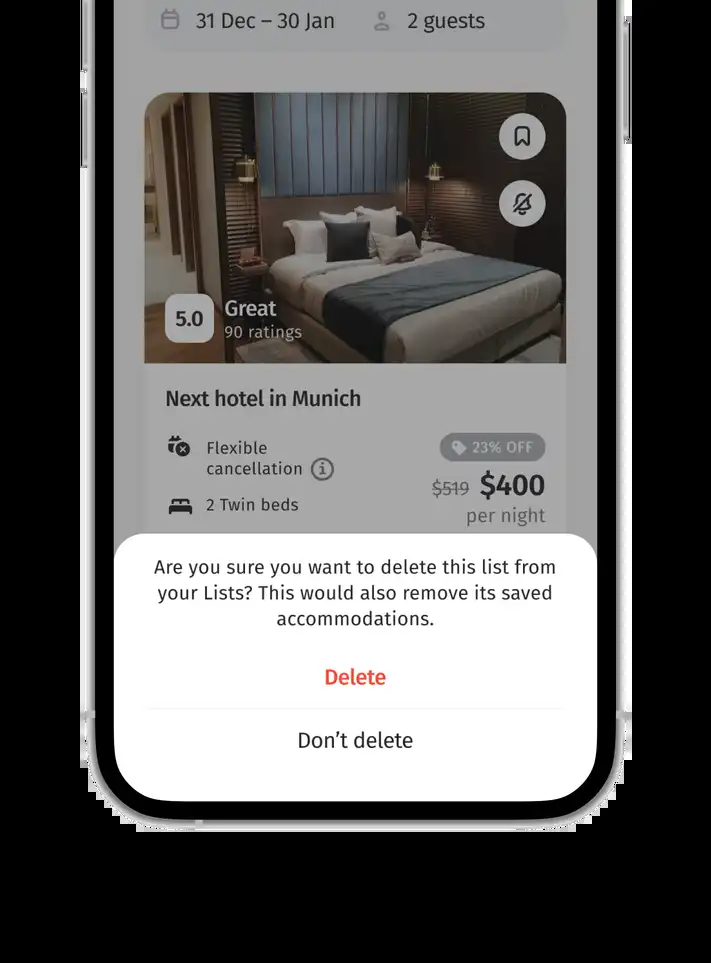 31 Dec – 30 Jan 2 guests
5.0 Great
90 ratings
Next hotel in Munich
Flexible
cancellation
23% OFF
$519 $400
per night
2 Twin beds
Are you sure you want to delete this list from
your Lists? This would also remove its saved
accommodations.
Delete
Don’t delete